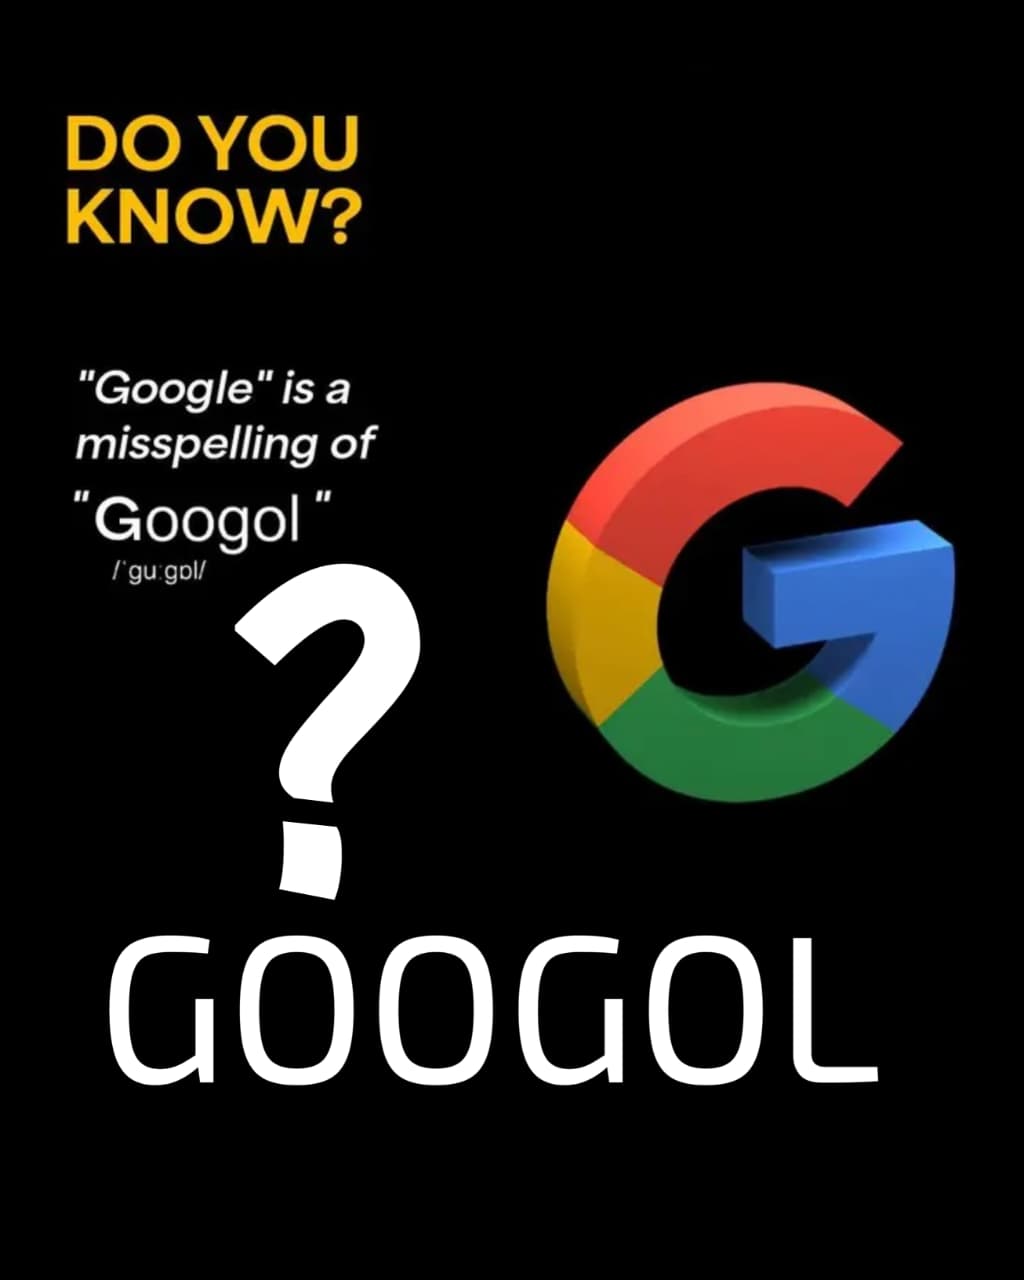 DO YOU
KNOW?
"Google" is a
misspelling of
"Googol"
/ˈguːgɒl/
?
GOOGOL